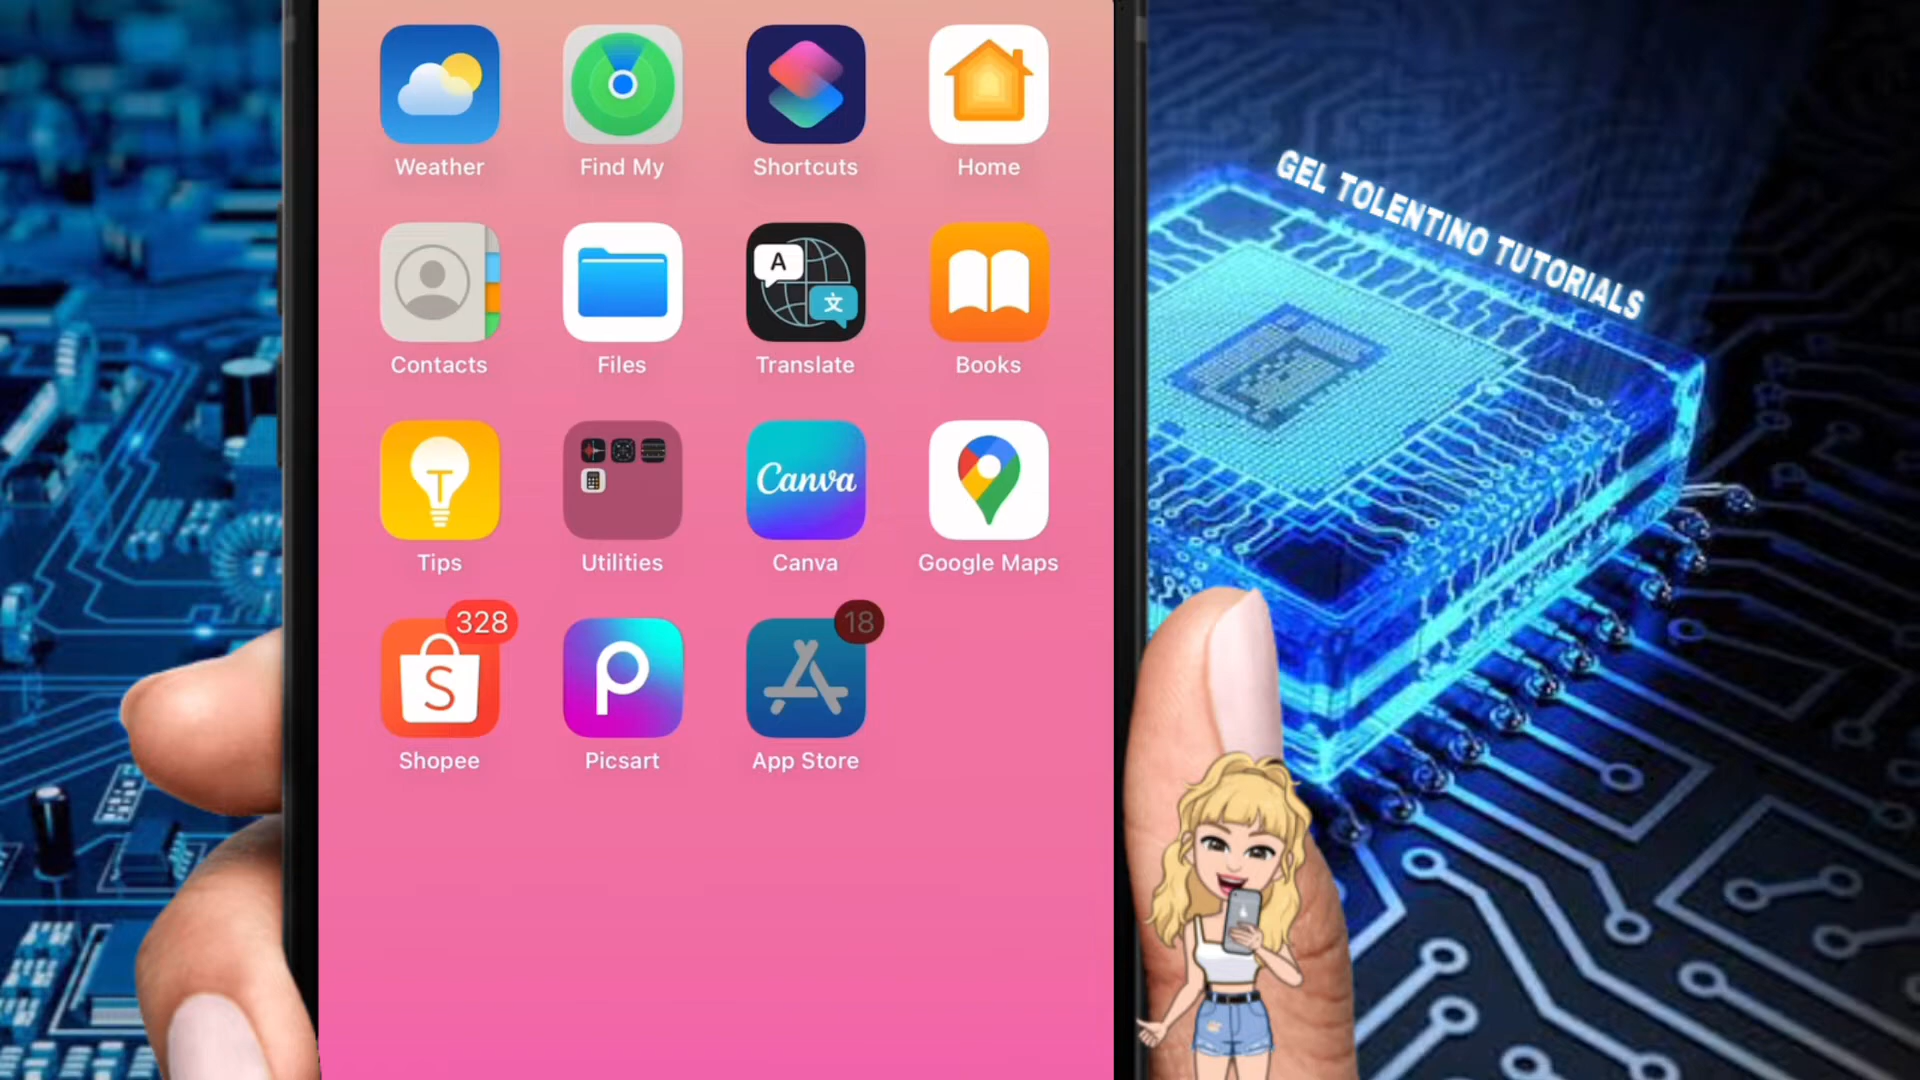 Weather Find My Shortcuts Home
GEL TOLENTINO TUTORIALS
A 文
Contacts Files Translate Books
T
Canva
Tips Utilities Canva Google Maps
328 18
S
P
Shopee Picsart App Store